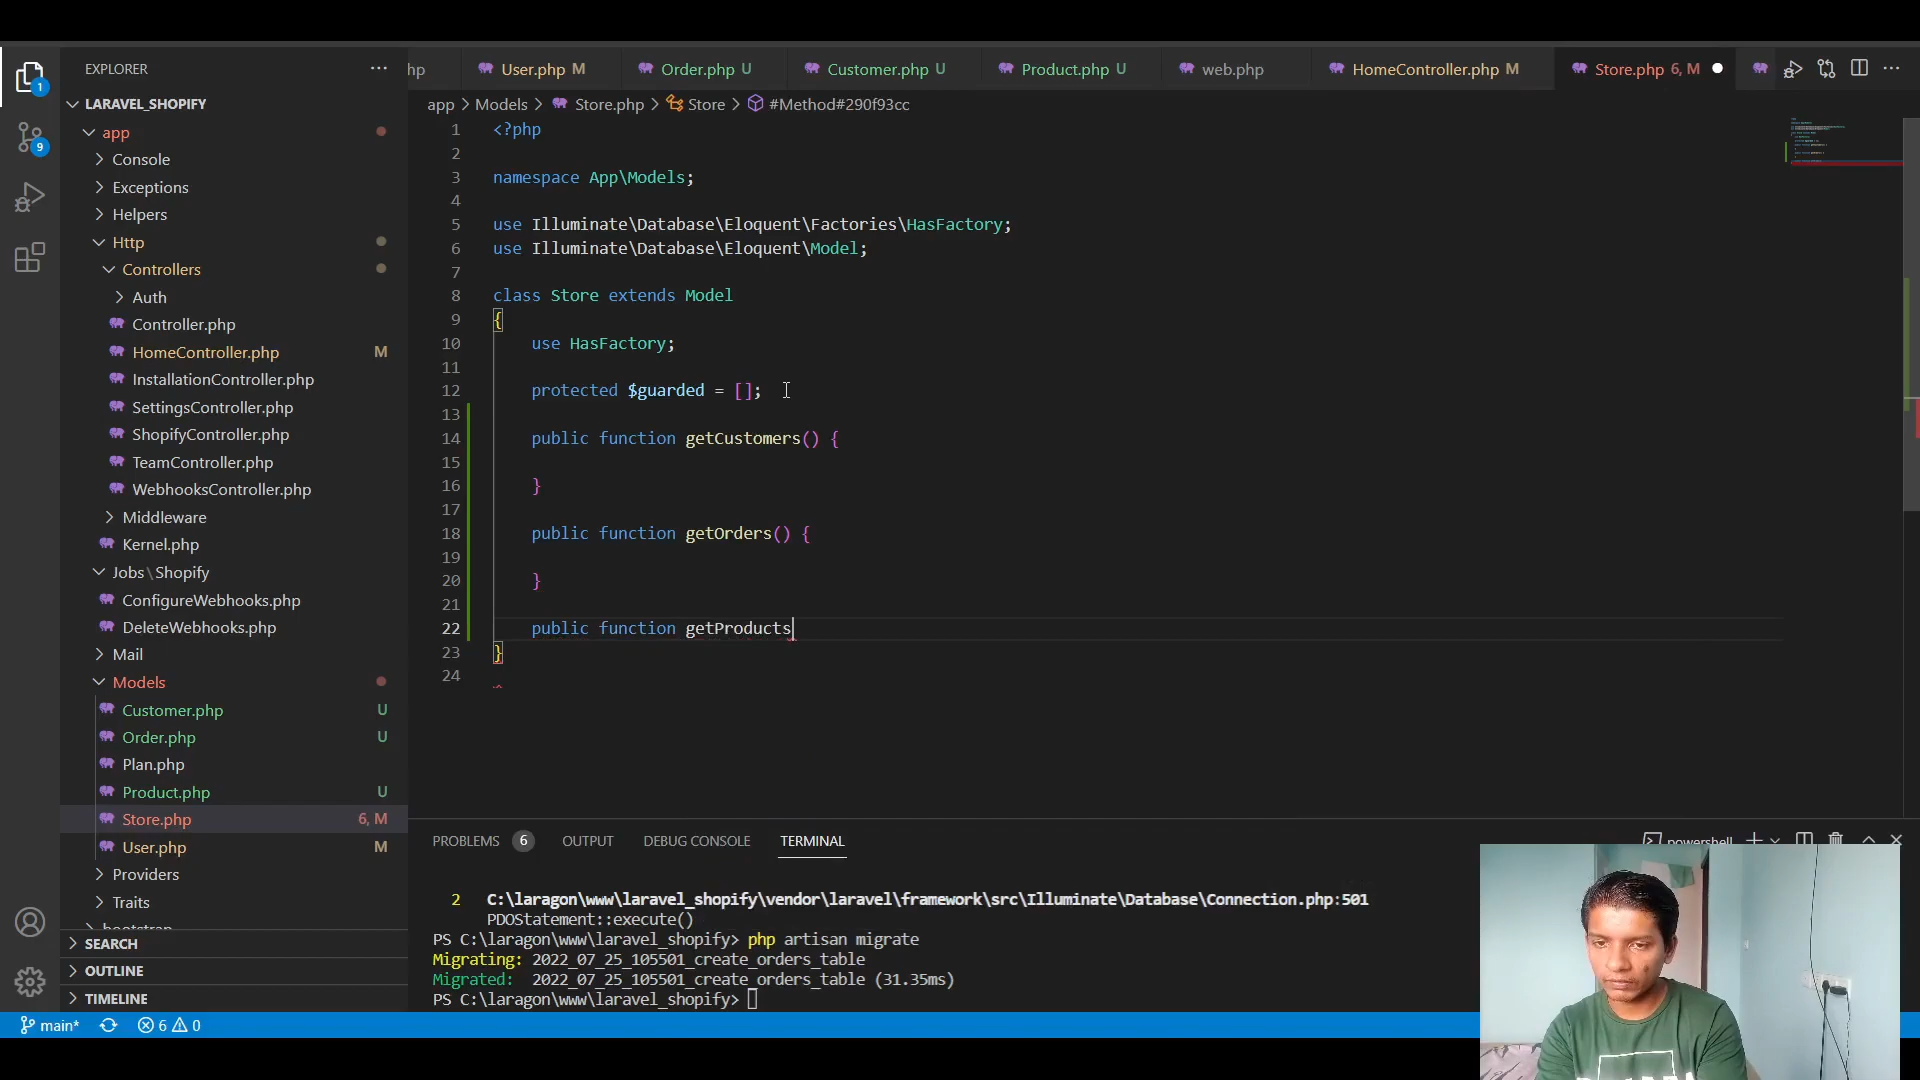 EXPLORER
LARAVEL_SHOPIFY
app
Console
Exceptions
Helpers
Http
Controllers
Auth
Controller.php
HomeController.php M
InstallationController.php
SettingsController.php
ShopifyController.php
TeamController.php
WebhooksController.php
Middleware
Kernel.php
Jobs\Shopify
ConfigureWebhooks.php
DeleteWebhooks.php
Mail
Models
Customer.php U
Order.php U
Plan.php
Product.php U
Store.php 6, M
User.php M
Providers
Traits
SEARCH
OUTLINE
TIMELINE
1
9
hp
User.php M
Order.php U
Customer.php U
Product.php U
web.php
HomeController.php M
Store.php 6, M
app > Models > Store.php > Store > #Method#290f93cc
1 <?php
2
3 namespace App\Models;
4
5 use Illuminate\Database\Eloquent\Factories\HasFactory;
6 use Illuminate\Database\Eloquent\Model;
7
8 class Store extends Model
9 {
10 use HasFactory;
11
12 protected $guarded = [];
13
14 public function getCustomers() {
15
16 }
17
18 public function getOrders() {
19
20 }
21
22 public function getProducts
23 }
24
PROBLEMS 6 OUTPUT DEBUG CONSOLE TERMINAL
powershell
2 C:\laragon\www\laravel_shopify\vendor\laravel\framework\src\Illuminate\Database\Connection.php:501
PDOStatement::execute()
PS C:\laragon\www\laravel_shopify> php artisan migrate
Migrating: 2022_07_25_105501_create_orders_table
Migrated: 2022_07_25_105501_create_orders_table (31.35ms)
PS C:\laragon\www\laravel_shopify>
main* 6 0